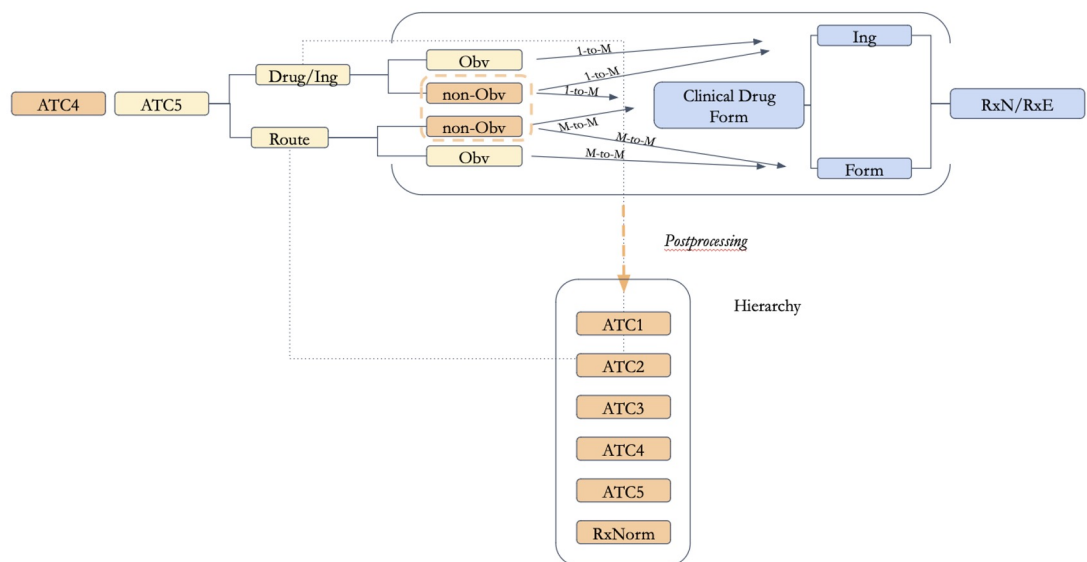 Ing
Obv
1-to-M
Drug/Ing
1-to-M
non-Obv
1-to-M
ATC4
ATC5
Clinical Drug
Form
RxN/RxE
non-Obv
M-to-M
Route
M-to-M
Obv
M-to-M
Form
Postprocessing
Hierarchy
ATC1
ATC2
ATC3
ATC4
ATC5
RxNorm